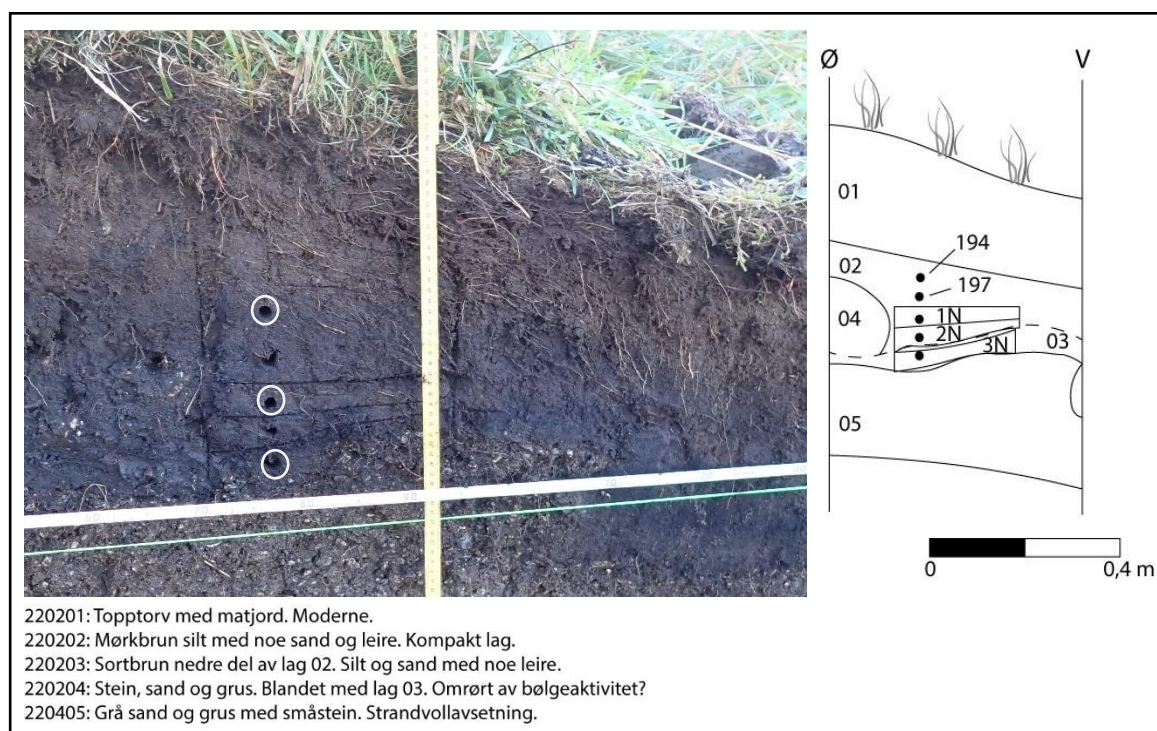 Ø V
01
194
02
197
04
1N
2N
3N
03
05
0 0,4 m
220201: Topptorv med matjord. Moderne.
220202: Mørkbrun silt med noe sand og leire. Kompakt lag.
220203: Sortbrun nedre del av lag 02. Silt og sand med noe leire.
220204: Stein, sand og grus. Blandet med lag 03. Omrørt av bølgeaktivitet?
220405: Grå sand og grus med småstein. Strandvollavsetning.